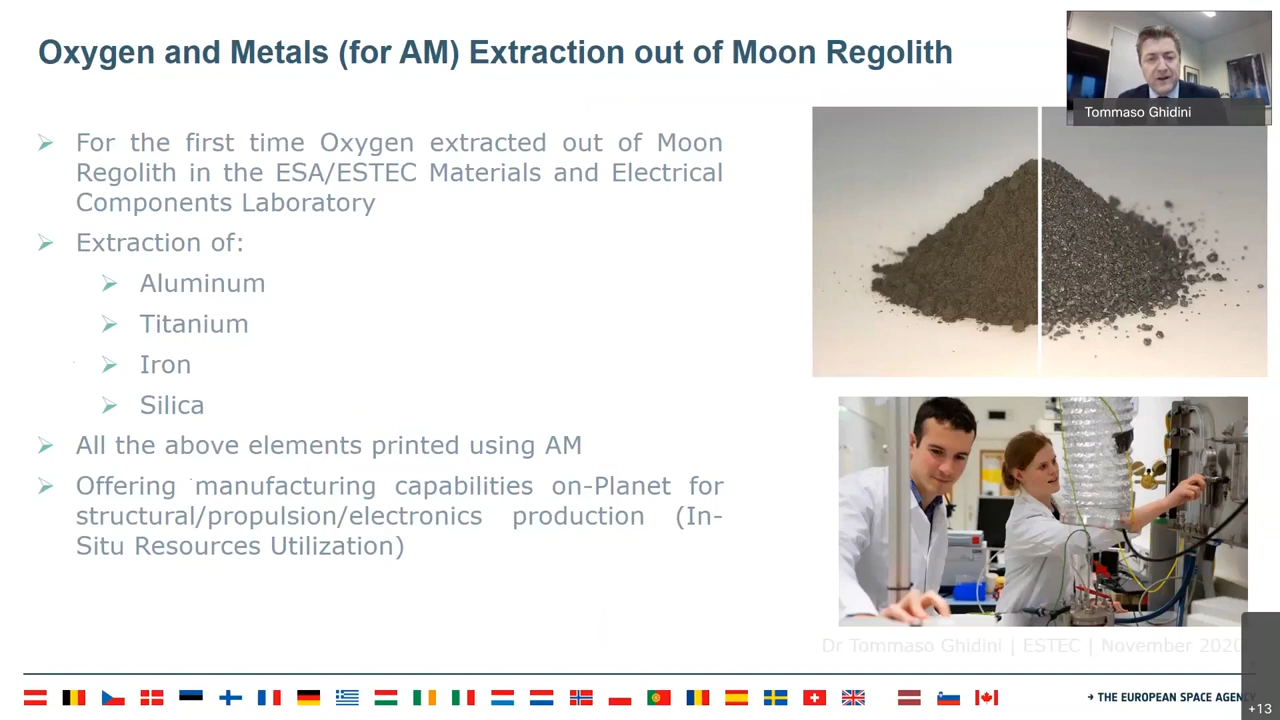 Oxygen and Metals (for AM) Extraction out of Moon Regolith
Tommaso Ghidini
For the first time Oxygen extracted out of Moon
Regolith in the ESA/ESTEC Materials and Electrical
Components Laboratory
Extraction of:
Aluminum
Titanium
Iron
Silica
All the above elements printed using AM
Offering manufacturing capabilities on-Planet for
structural/propulsion/electronics production (In-
Situ Resources Utilization)
Dr Tommaso Ghidini | ESTEC | November 2020
→ THE EUROPEAN SPACE AGENCY
+13